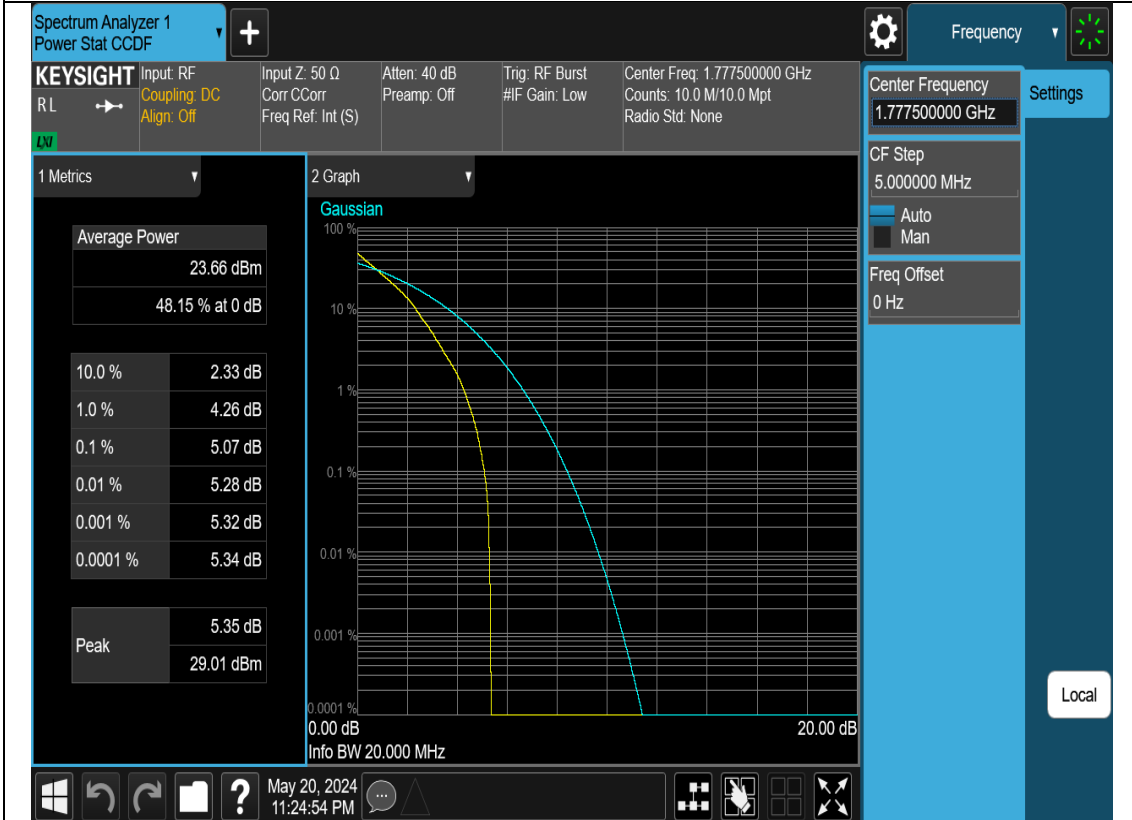 Spectrum Analyzer 1
Power Stat CCDF
+
Frequency
KEYSIGHT
RL
LXI
Input: RF
Coupling: DC
Align: Off
Input Z: 50 Ω
Corr CCorr
Freq Ref: Int (S)
Atten: 40 dB
Preamp: Off
Trig: RF Burst
#IF Gain: Low
Center Freq: 1.777500000 GHz
Counts: 10.0 M/10.0 Mpt
Radio Std: None
Center Frequency
1.777500000 GHz
Settings
CF Step
5.000000 MHz
Auto
Man
Freq Offset
0 Hz
1 Metrics
Average Power
23.66 dBm
48.15 % at 0 dB
10.0 % 2.33 dB
1.0 % 4.26 dB
0.1 % 5.07 dB
0.01 % 5.28 dB
0.001 % 5.32 dB
0.0001 % 5.34 dB
Peak
5.35 dB
29.01 dBm
2 Graph
Gaussian
100 %
10 %
1 %
0.1 %
0.01 %
0.001 %
0.0001 %
0.00 dB 20.00 dB
Info BW 20.000 MHz
Local
?
May 20, 2024
11:24:54 PM